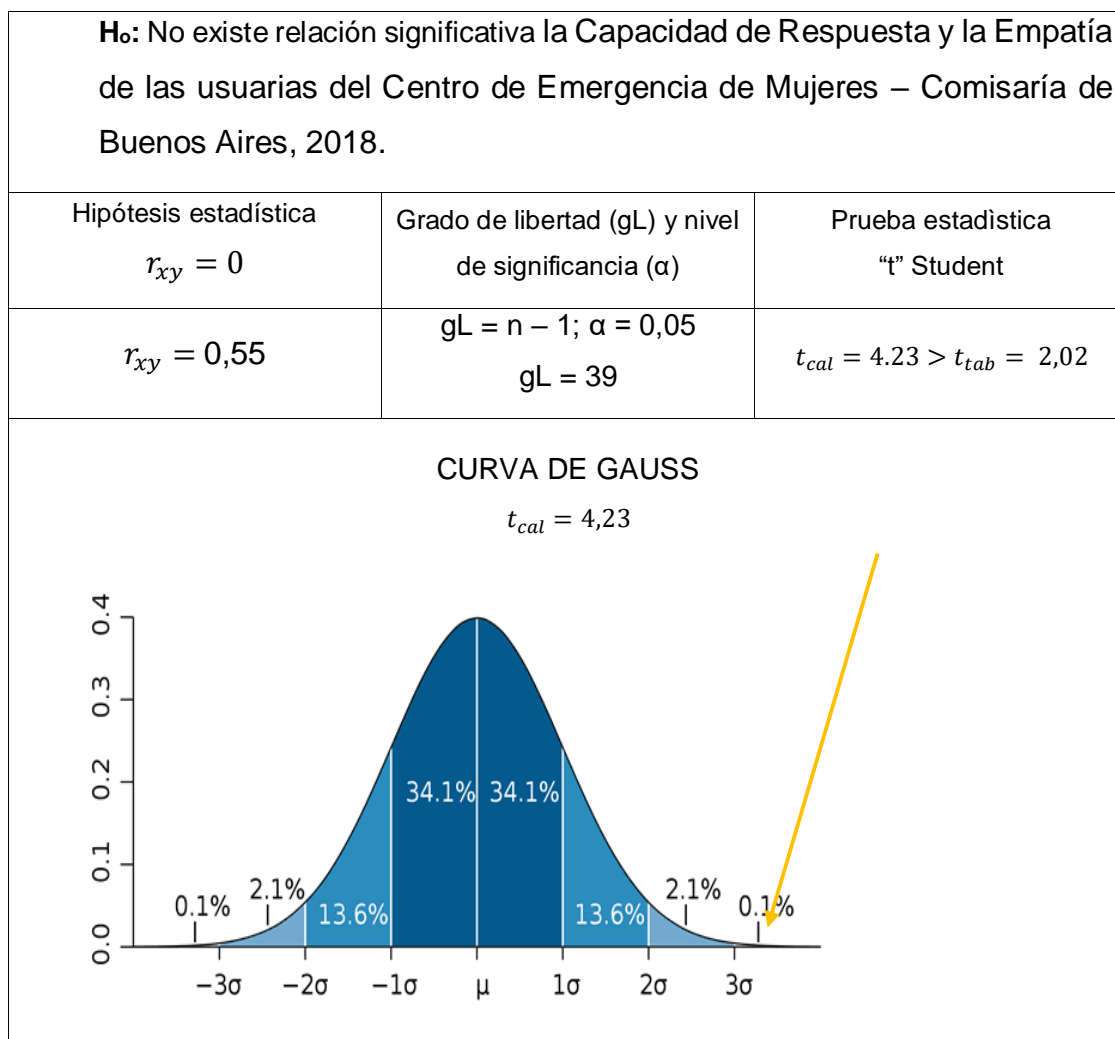 Hₒ: No existe relación significativa la Capacidad de Respuesta y la Empatía
de las usuarias del Centro de Emergencia de Mujeres – Comisaría de
Buenos Aires, 2018.
Hipótesis estadística
r_xy = 0
Grado de libertad (gL) y nivel
de significancia (α)
Prueba estadìstica
“t” Student
r_xy = 0,55
gL = n – 1; α = 0,05
gL = 39
t_cal = 4.23 > t_tab = 2,02
CURVA DE GAUSS
t_cal = 4,23
0.4
0.3
0.2
0.1
0.0
34.1% 34.1%
0.1% 2.1% 13.6% 13.6% 2.1% 0.1%
−3σ −2σ −1σ μ 1σ 2σ 3σ